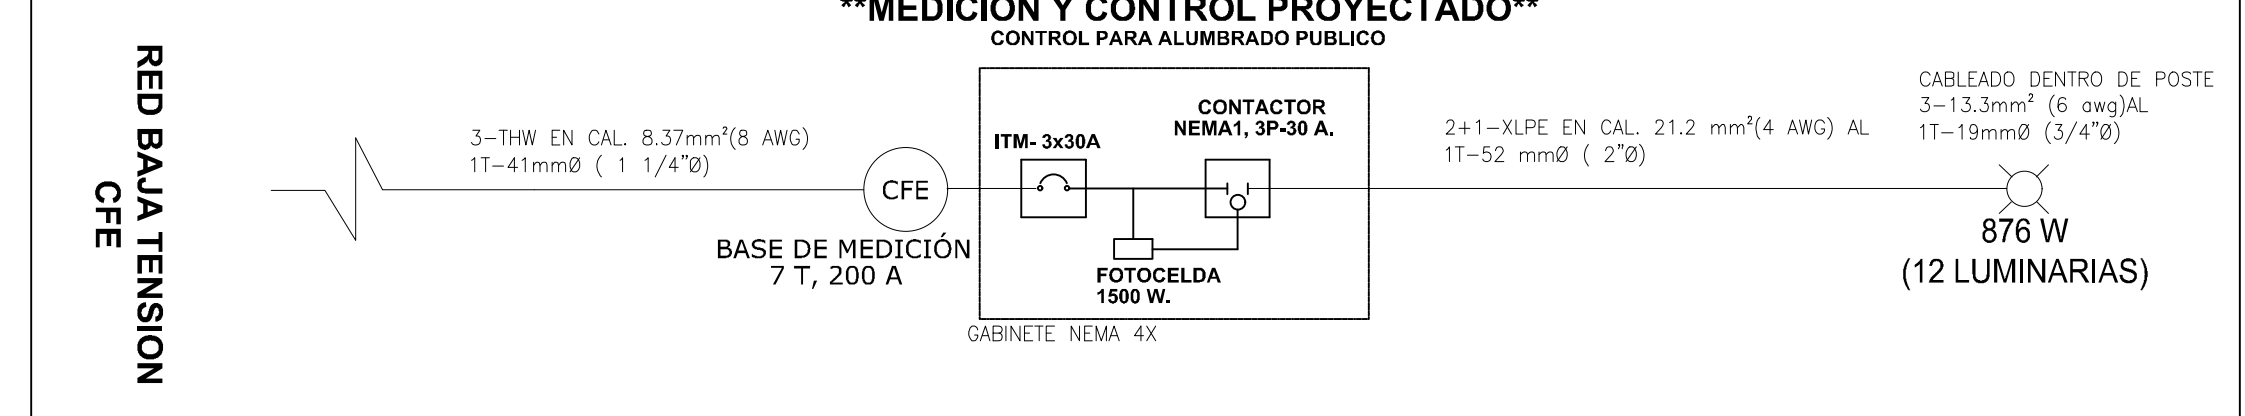 **MEDICION Y CONTROL PROYECTADO**
CONTROL PARA ALUMBRADO PUBLICO
RED BAJA TENSION
CFE
3-THW EN CAL. 8.37mm²(8 AWG)
1T-41mmØ ( 1 1/4"Ø)
CFE
BASE DE MEDICIÓN
7 T, 200 A
ITM- 3x30A
CONTACTOR
NEMA1, 3P-30 A.
FOTOCELDA
1500 W.
GABINETE NEMA 4X
2+1-XLPE EN CAL. 21.2 mm²(4 AWG) AL
1T-52 mmØ ( 2"Ø)
CABLEADO DENTRO DE POSTE
3-13.3mm² (6 awg)AL
1T-19mmØ (3/4"Ø)
876 W
(12 LUMINARIAS)